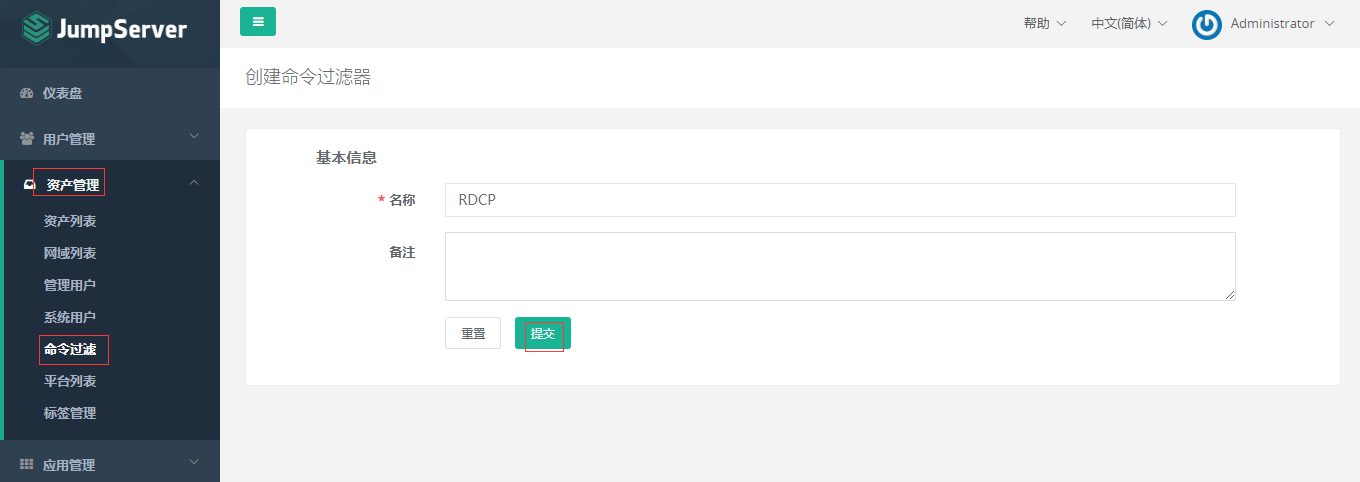 JumpServer
帮助
中文(简体)
Administrator
仪表盘
用户管理
资产管理
资产列表
网域列表
管理用户
系统用户
命令过滤
平台列表
标签管理
应用管理
创建命令过滤器
基本信息
* 名称
RDCP
备注
重置
提交